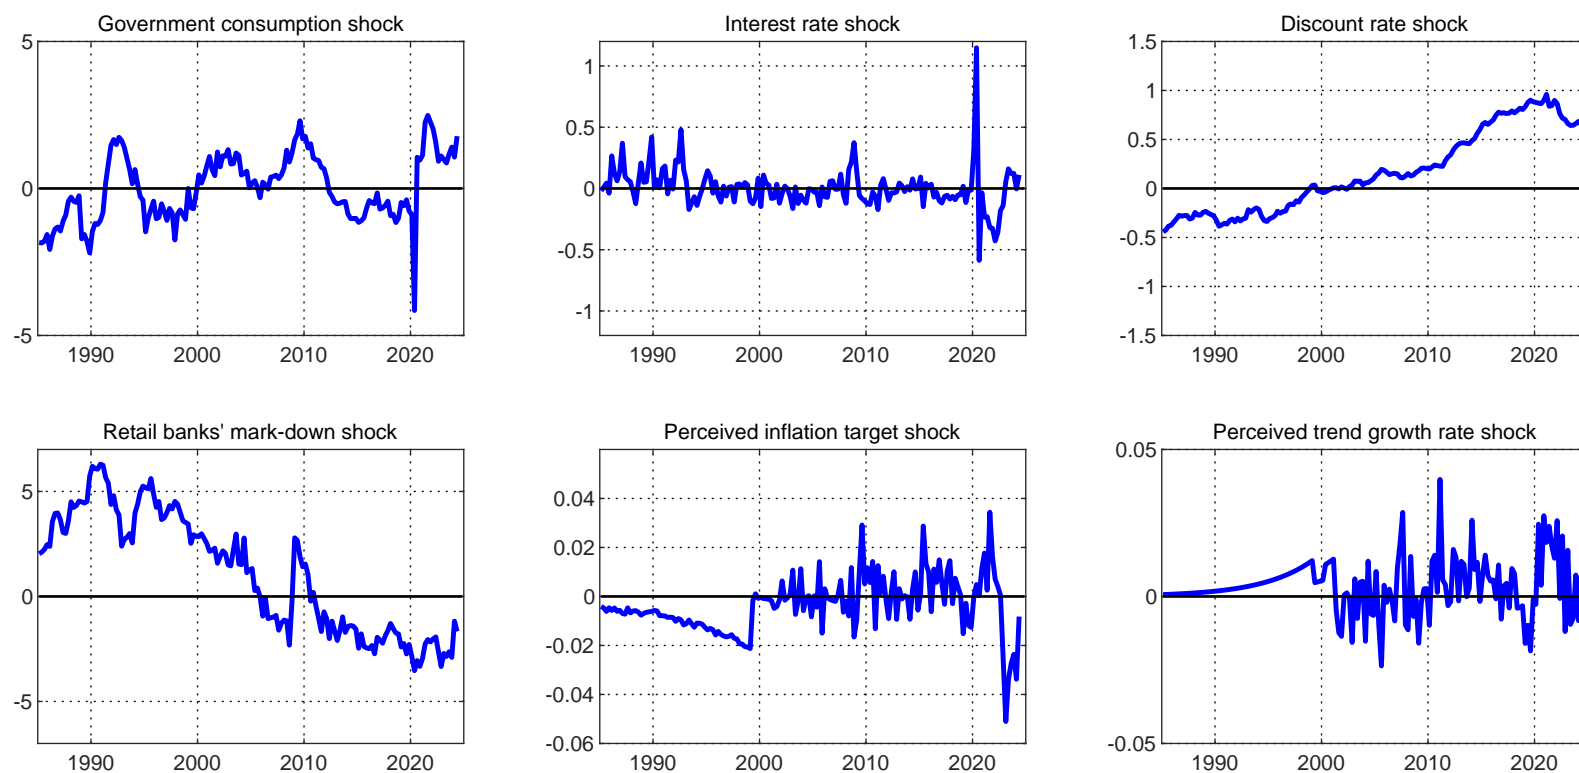 Government consumption shock
5
0
-5
1990 2000 2010 2020
Interest rate shock
1
0.5
0
-0.5
-1
1990 2000 2010 2020
Discount rate shock
1.5
1
0.5
0
-0.5
-1
-1.5
1990 2000 2010 2020
Retail banks' mark-down shock
5
0
-5
1990 2000 2010 2020
Perceived inflation target shock
0.04
0.02
0
-0.02
-0.04
-0.06
1990 2000 2010 2020
Perceived trend growth rate shock
0.05
0
-0.05
1990 2000 2010 2020